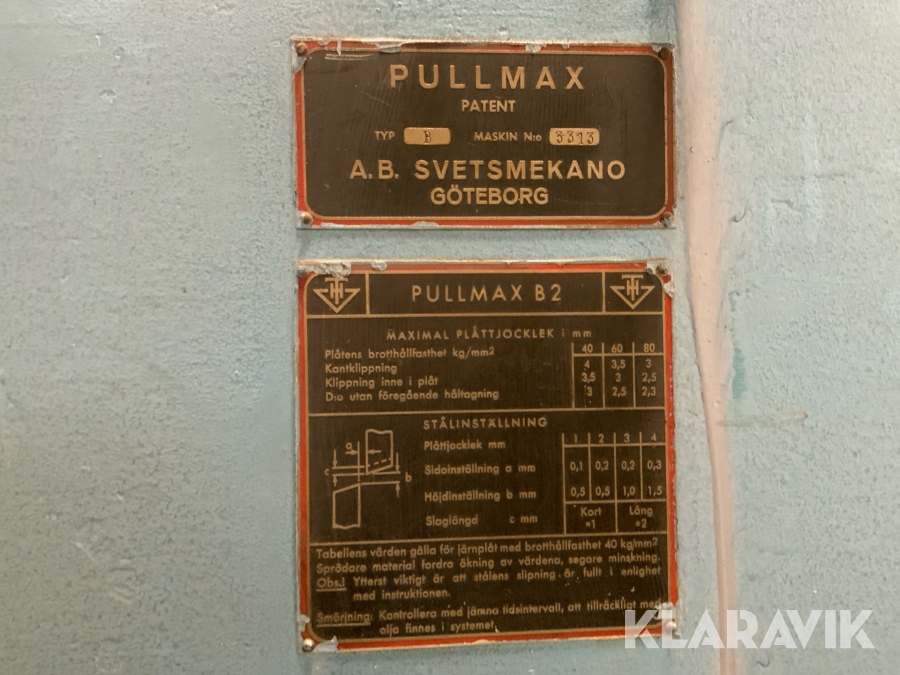 PULLMAX
PATENT
TYP B MASKIN N:o 3313
A.B. SVETSMEKANO
GÖTEBORG
PULLMAX B2
MAXIMAL PLÅTTJOCKLEK i mm
Plåtens brotthållfasthet kg/mm2 40 60 80
Kantklippning 4 3,5 3
Klippning inne i plåt 3,5 3 2,5
D:o utan föregående håltagning 3 2,5 2,3
STÅLINSTÄLLNING
Plåttjocklek mm 1 2 3 4
Sidoinställning a mm 0,1 0,2 0,2 0,3
Höjdinställning b mm 0,5 0,5 1,0 1,5
Slaglängd c mm Kort =1 Lång =2
a
c
b
Tabellens värden gälla för järnplåt med brotthållfasthet 40 kg/mm2
Sprödare material fordra ökning av värdena, segare minskning.
Obs.! Ytterst viktigt är att stålens slipning är fullt i enlighet
med instruktionen.
Smörjning: Kontrollera med jämna tidsintervall, att tillräckligt med
olja finnes i systemet.
KLARAVIK